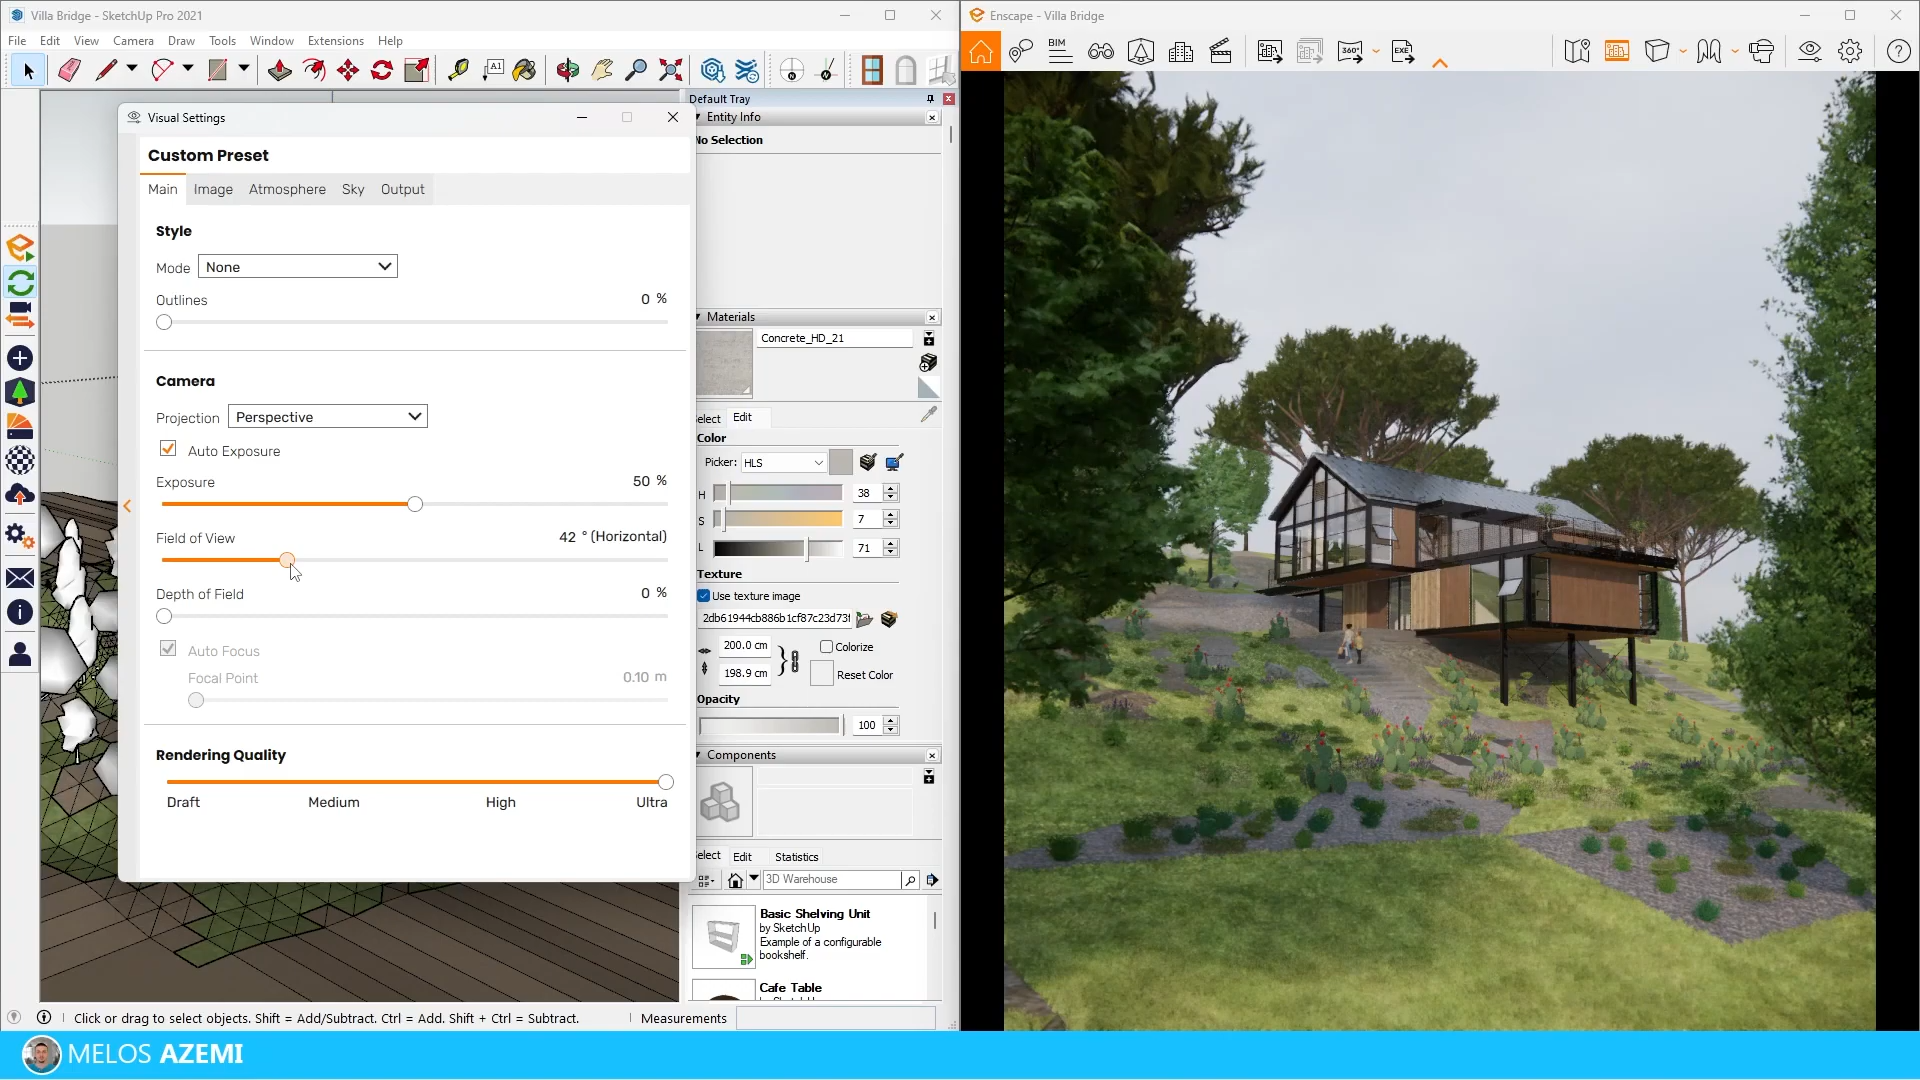 Villa Bridge - SketchUp Pro 2021
File Edit View Camera Draw Tools Window Extensions Help
A1
Visual Settings
Custom Preset
Main Image Atmosphere Sky Output
Style
Mode None
Outlines 0 %
Camera
Projection Perspective
Auto Exposure
Exposure 50 %
Field of View 42 ° (Horizontal)
Depth of Field 0 %
Auto Focus
Focal Point 0.10 m
Rendering Quality
Draft Medium High Ultra
Default Tray
Entity Info
No Selection
Materials
Concrete_HD_21
elect Edit
Color
Picker: HLS
H 38
S 7
L 71
Texture
Use texture image
2db61944cb886b1cf87c23d73f
200.0 cm Colorize
198.9 cm Reset Color
Opacity
100
Components
elect Edit Statistics
3D Warehouse
Basic Shelving Unit
by SketchUp
Example of a configurable
bookshelf.
Cafe Table
Click or drag to select objects. Shift = Add/Subtract. Ctrl = Add. Shift + Ctrl = Subtract. Measurements
Enscape - Villa Bridge
BIM 360° EXE
MELOS AZEMI